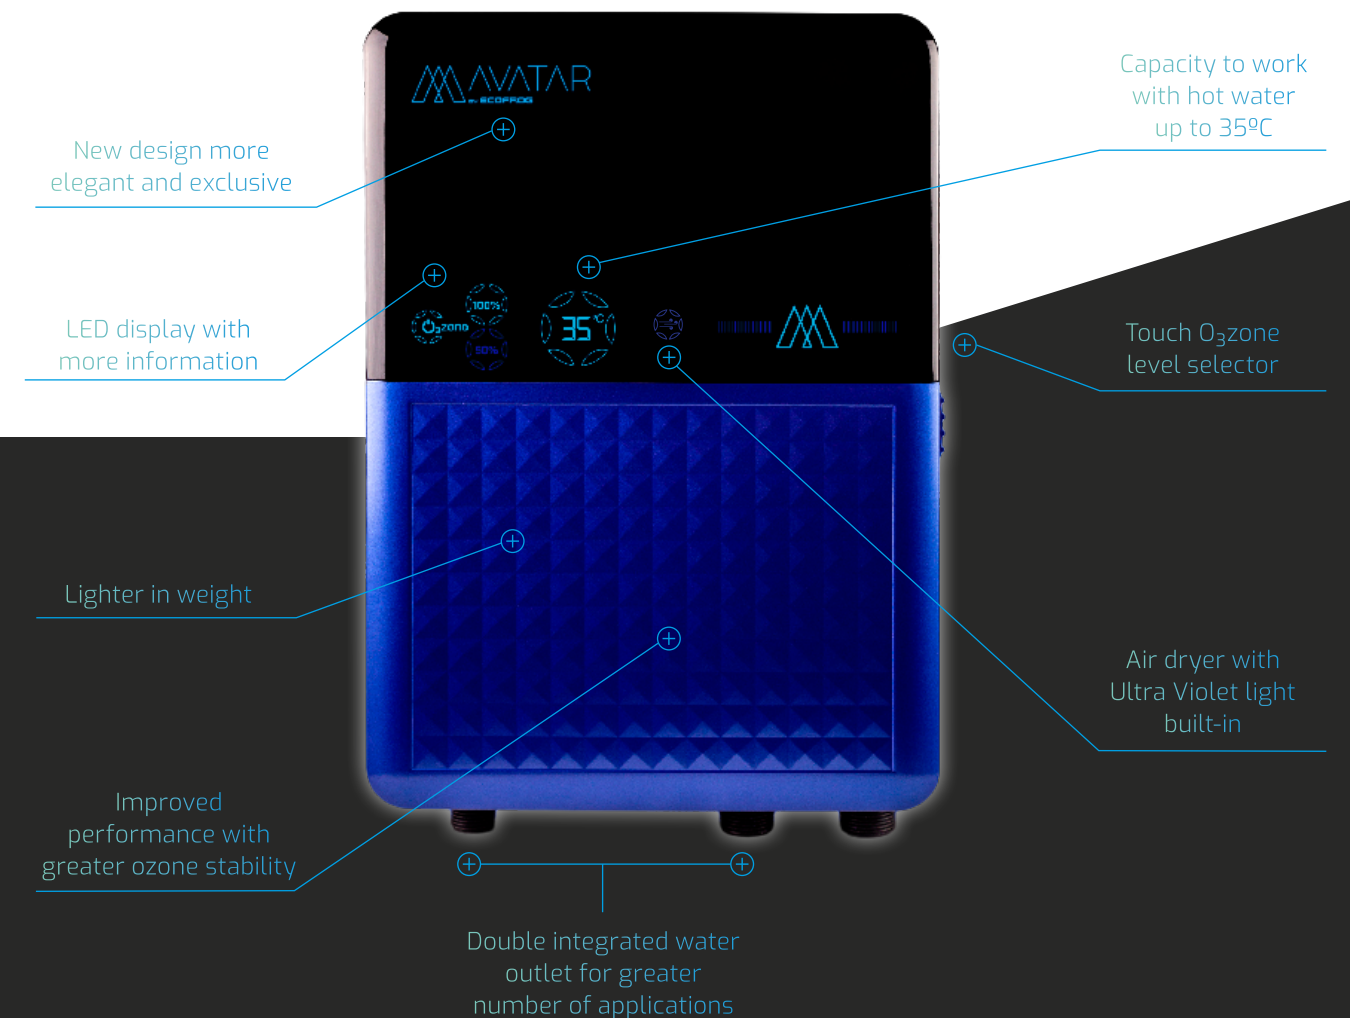 AVATAR
BY ECOFROG
Capacity to work
with hot water
up to 35ºC
New design more
elegant and exclusive
LED display with
more information
100%
O₃zono
50%
35°C
Touch O₃zone
level selector
Lighter in weight
Air dryer with
Ultra Violet light
built-in
Improved
performance with
greater ozone stability
Double integrated water
outlet for greater
number of applications